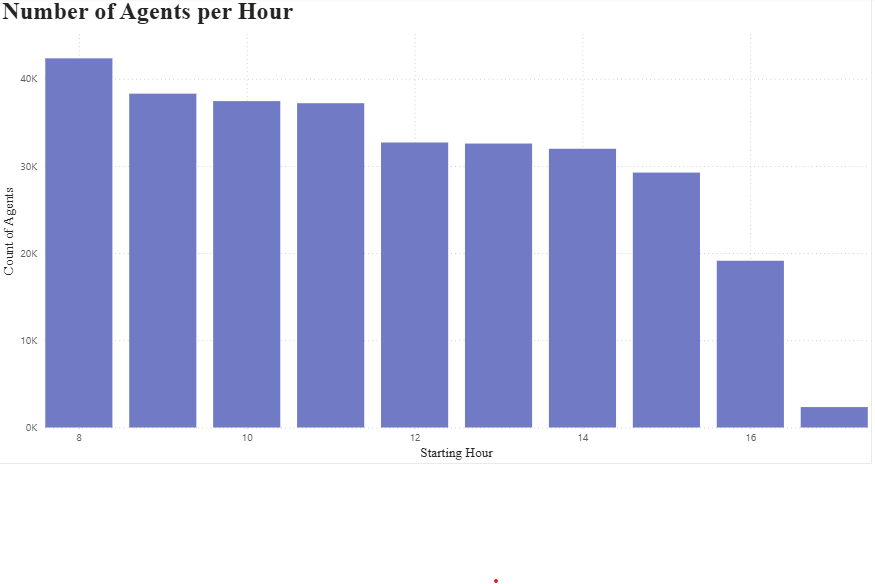 Number of Agents per Hour
Count of Agents
40K
30K
20K
10K
0K
8 10 12 14 16
Starting Hour